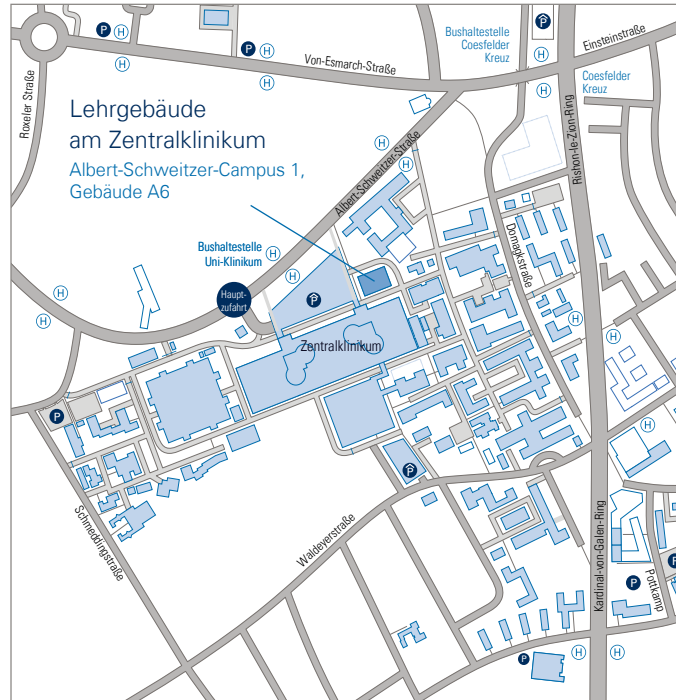 P
H
H
P
H
H
Von-Esmarch-Straße
Bushaltestelle
Coesfelder
Kreuz
P
H
H
Einsteinstraße
Coesfelder
Kreuz
Roxeler Straße
Lehrgebäude
am Zentralklinikum
Albert-Schweitzer-Campus 1,
Gebäude A6
Albert-Schweitzer-Straße
H
H
Rishon-le-Zion-Ring
Domagkstraße
Bushaltestelle
Uni-Klinikum
H
H
H
H
Haupt-
zufahrt
P
H
H
Zentralklinikum
P
H
P
Schmeddingstraße
Waldeyerstraße
Kardinal-von-Galen-Ring
P
P
Pottkamp
P
H
H